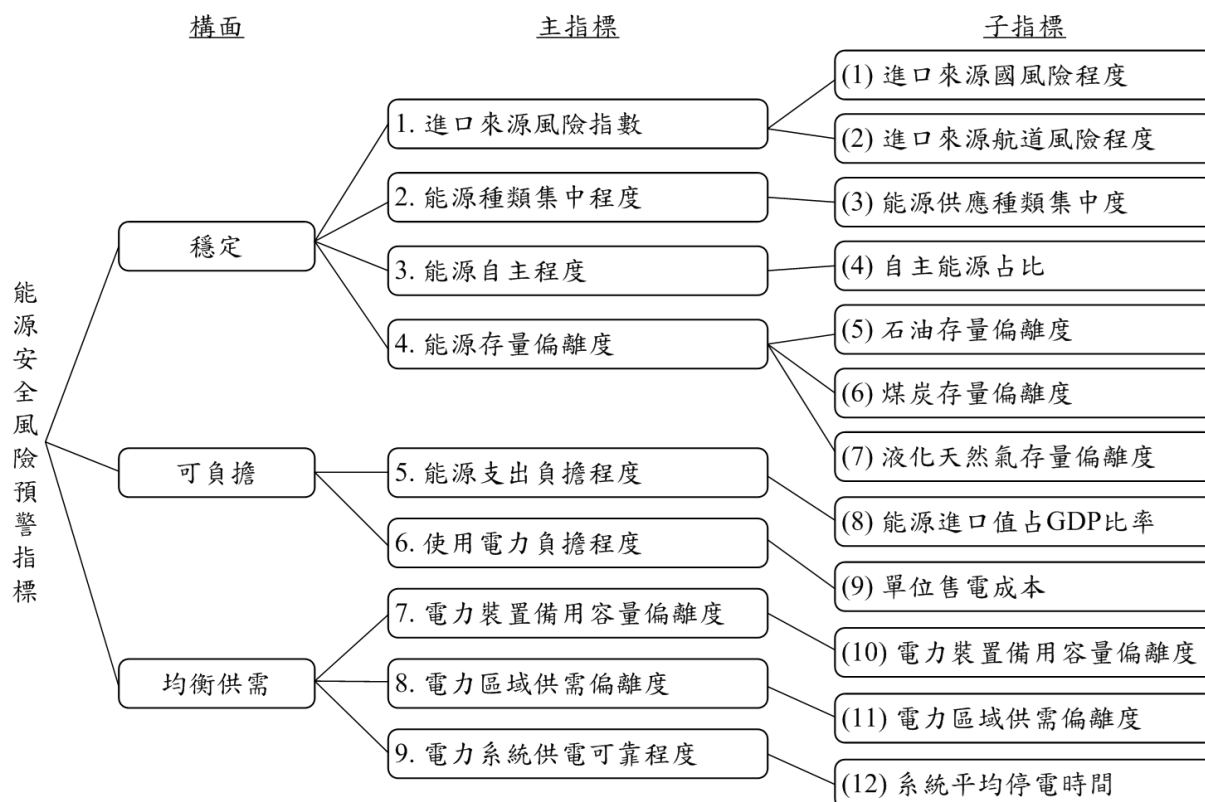 構面
主指標
子指標
能源安全風險預警指標
穩定
可負擔
均衡供需
1. 進口來源風險指數
2. 能源種類集中程度
3. 能源自主程度
4. 能源存量偏離度
5. 能源支出負擔程度
6. 使用電力負擔程度
7. 電力裝置備用容量偏離度
8. 電力區域供需偏離度
9. 電力系統供電可靠程度
(1) 進口來源國風險程度
(2) 進口來源航道風險程度
(3) 能源供應種類集中度
(4) 自主能源占比
(5) 石油存量偏離度
(6) 煤炭存量偏離度
(7) 液化天然氣存量偏離度
(8) 能源進口值占GDP比率
(9) 單位售電成本
(10) 電力裝置備用容量偏離度
(11) 電力區域供需偏離度
(12) 系統平均停電時間